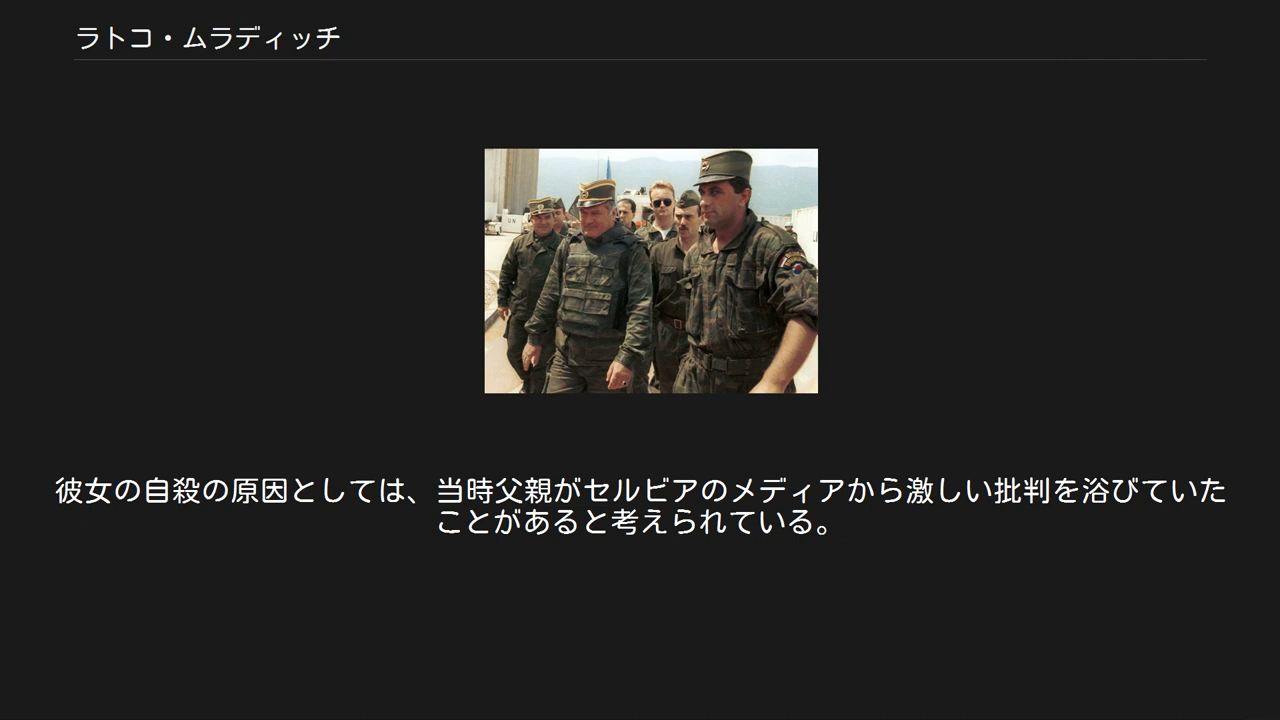 ラトコ・ムラディッチ
UN
彼女の自殺の原因としては、当時父親がセルビアのメディアから激しい批判を浴びていた
ことがあると考えられている。